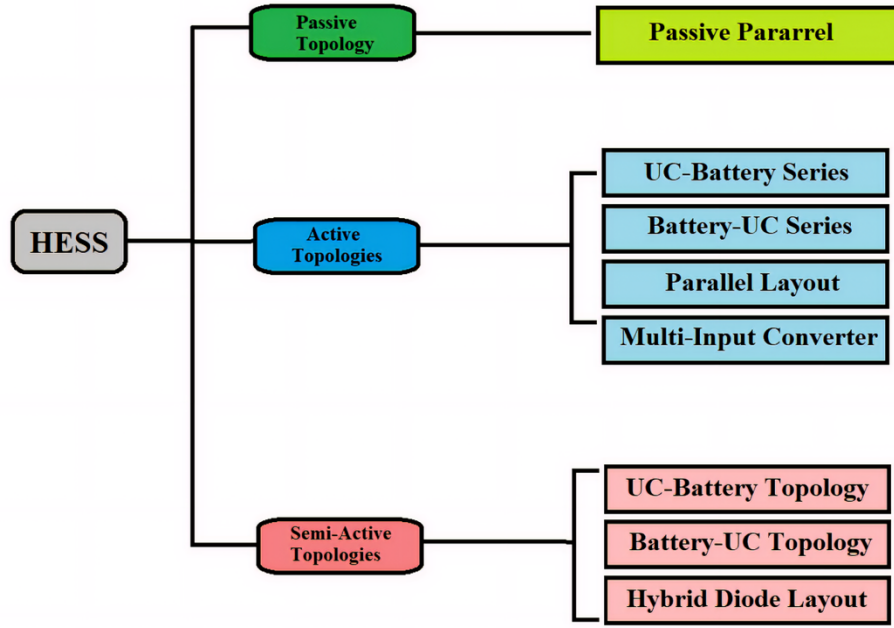 HESS
Passive
Topology
Passive Pararrel
Active
Topologies
UC-Battery Series
Battery-UC Series
Parallel Layout
Multi-Input Converter
Semi-Active
Topologies
UC-Battery Topology
Battery-UC Topology
Hybrid Diode Layout